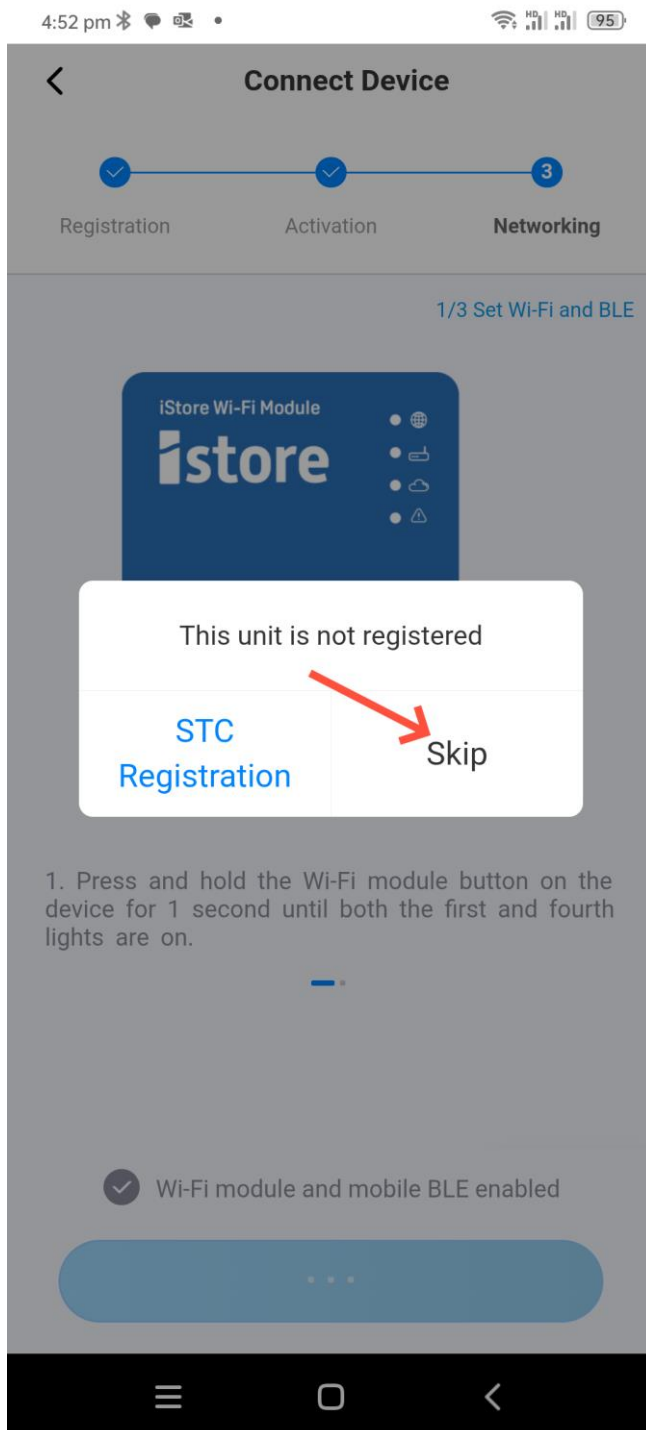 4:52 pm
95
Connect Device
3
Registration Activation Networking
1/3 Set Wi-Fi and BLE
iStore Wi-Fi Module
istore
This unit is not registered
STC
Registration
Skip
1. Press and hold the Wi-Fi module button on the
device for 1 second until both the first and fourth
lights are on.
Wi-Fi module and mobile BLE enabled